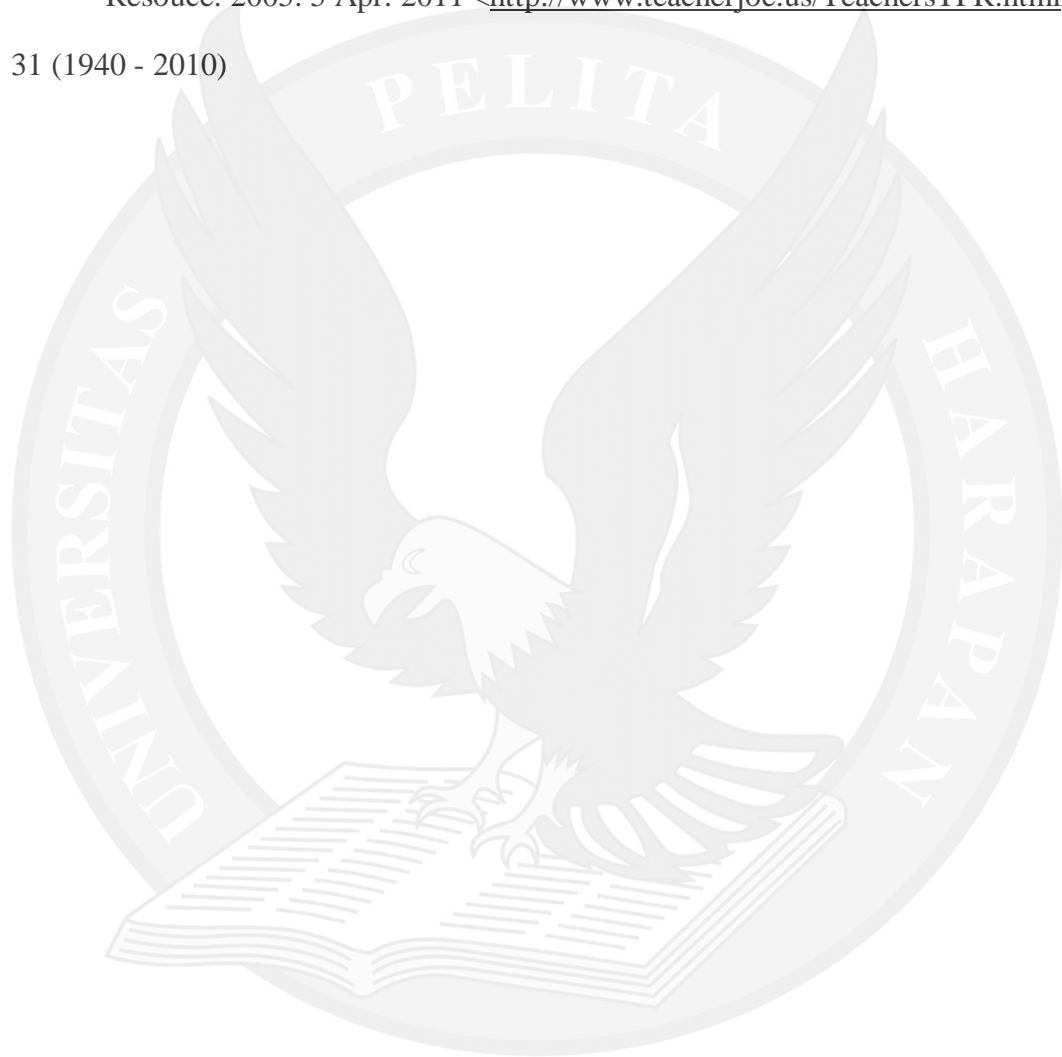 Resouce. 2005. 5 Apr. 2011 <http://www.teacherjoe.us/TeachersTPR.html
31 (1940 - 2010)
PELITA
UNIVERSITAS
HARAPAN